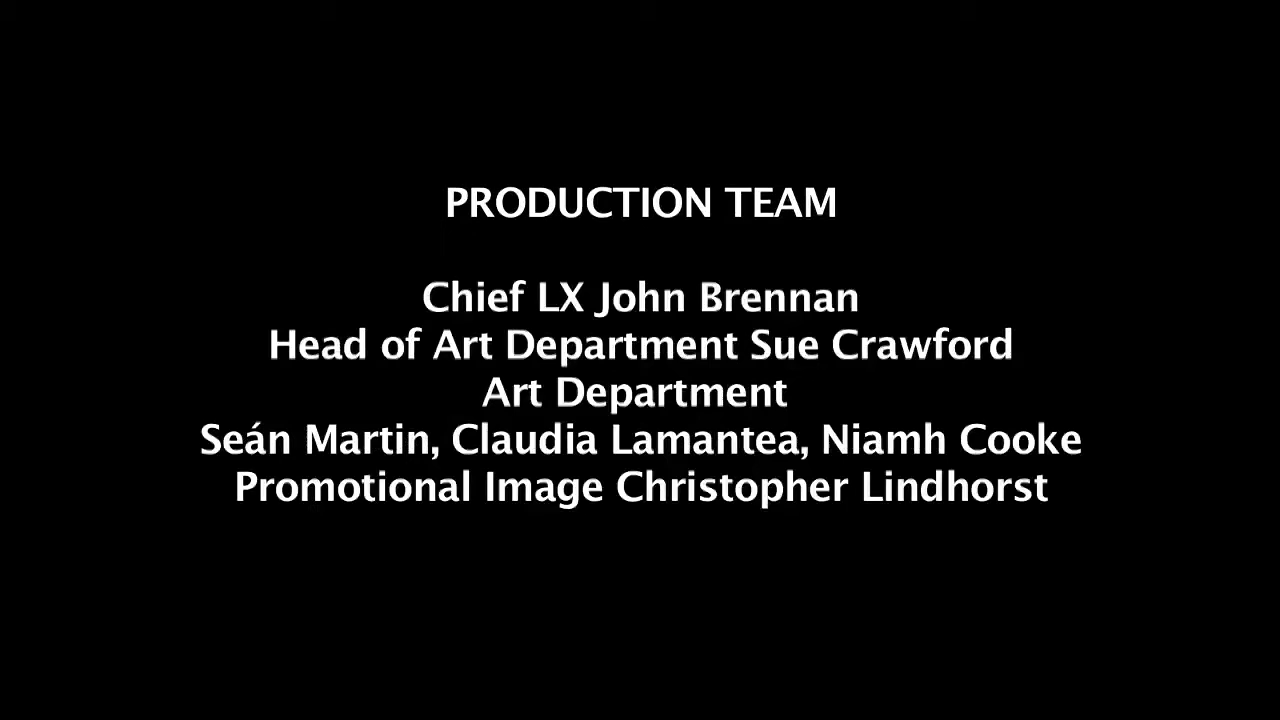 PRODUCTION TEAM
Chief LX John Brennan
Head of Art Department Sue Crawford
Art Department
Seán Martin, Claudia Lamantea, Niamh Cooke
Promotional Image Christopher Lindhorst